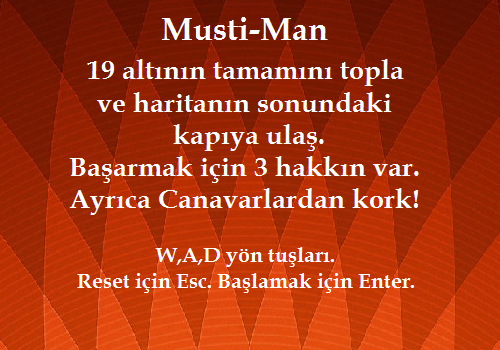 Musti-Man
19 altının tamamını topla
ve haritanın sonundaki
kapıya ulaş.
Başarmak için 3 hakkın var.
Ayrıca Canavarlardan kork!
W,A,D yön tuşları.
Reset için Esc. Başlamak için Enter.